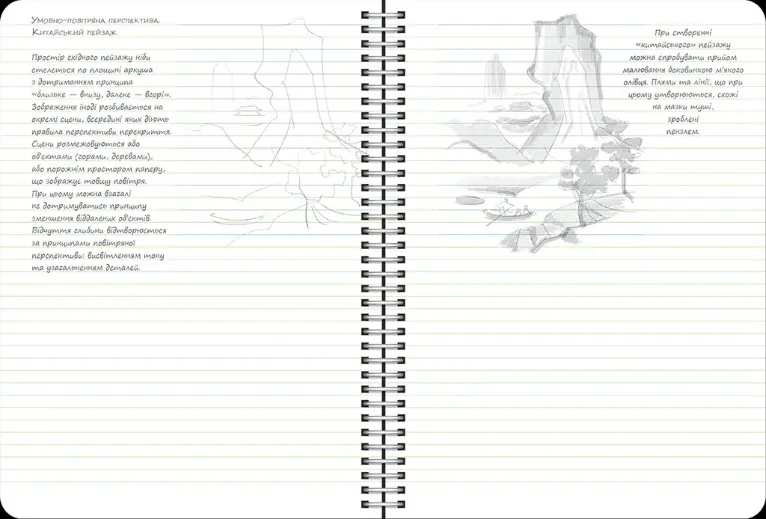 Умовно-повітряна перспектива.
Китайський пейзаж
Простір східного пейзажу ніби
стелеться по площині аркуша
з дотриманням принципа
«близьке — внизу, далеке — вгорі».
Зображення іноді розбивається на
окремі сцени, всередині яких діють
правила перспективи перекриття.
Сцени розмежовуються або
об'єктами (горами, деревами),
або порожнім простором паперу,
що зображує товщу повітря.
При цьому можна взагалі
не дотримуватись принципу
зменшення віддалених об'єктів.
Відчуття глибини відтворюється
за принципами повітряної
перспективи: висвітленням тону
та узагальненням деталей.
При створенні
«китайського» пейзажу
можна спробувати прийом
малювання боковинкою м'якого
олівця. Плями та лінії, що при
цьому утворюються, схожі
на мазки туші,
зроблені
пензлем.